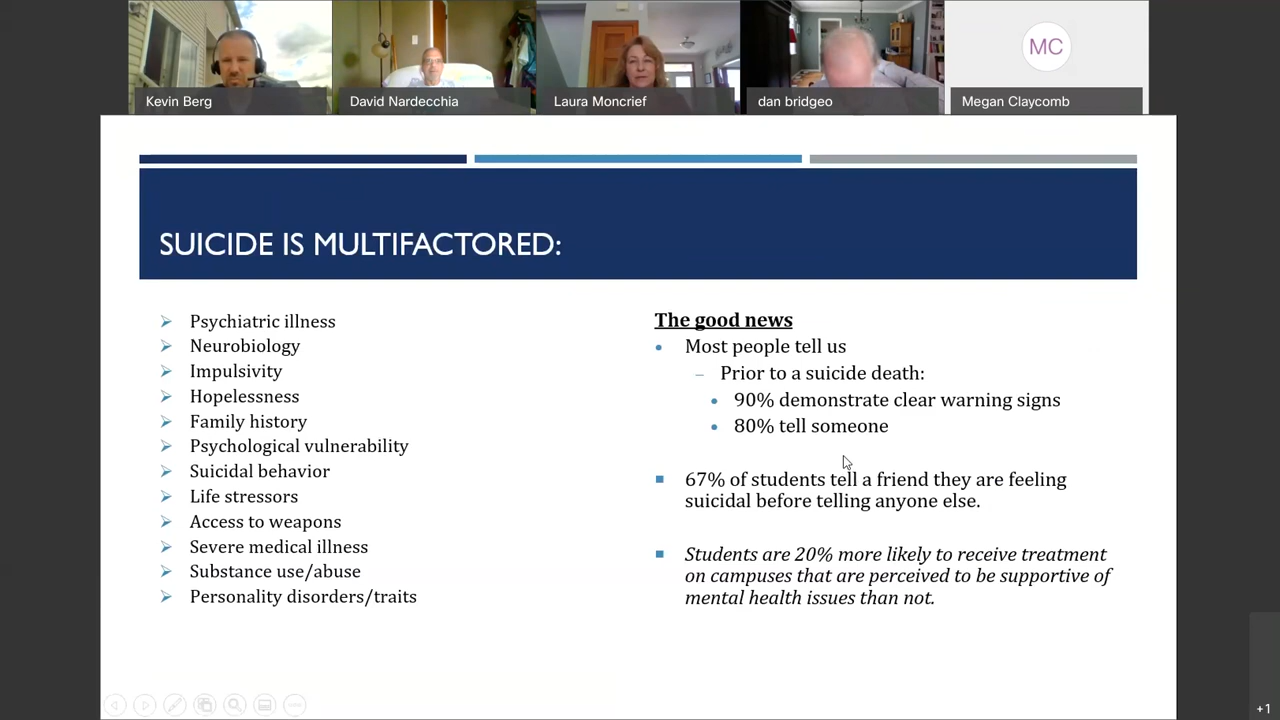 Kevin Berg
David Nardecchia
Laura Moncrief
dan bridgeo
Megan Claycomb
MC
SUICIDE IS MULTIFACTORED:
Psychiatric illness
Neurobiology
Impulsivity
Hopelessness
Family history
Psychological vulnerability
Suicidal behavior
Life stressors
Access to weapons
Severe medical illness
Substance use/abuse
Personality disorders/traits
The good news
Most people tell us
Prior to a suicide death:
90% demonstrate clear warning signs
80% tell someone
67% of students tell a friend they are feeling
suicidal before telling anyone else.
Students are 20% more likely to receive treatment
on campuses that are perceived to be supportive of
mental health issues than not.
+1